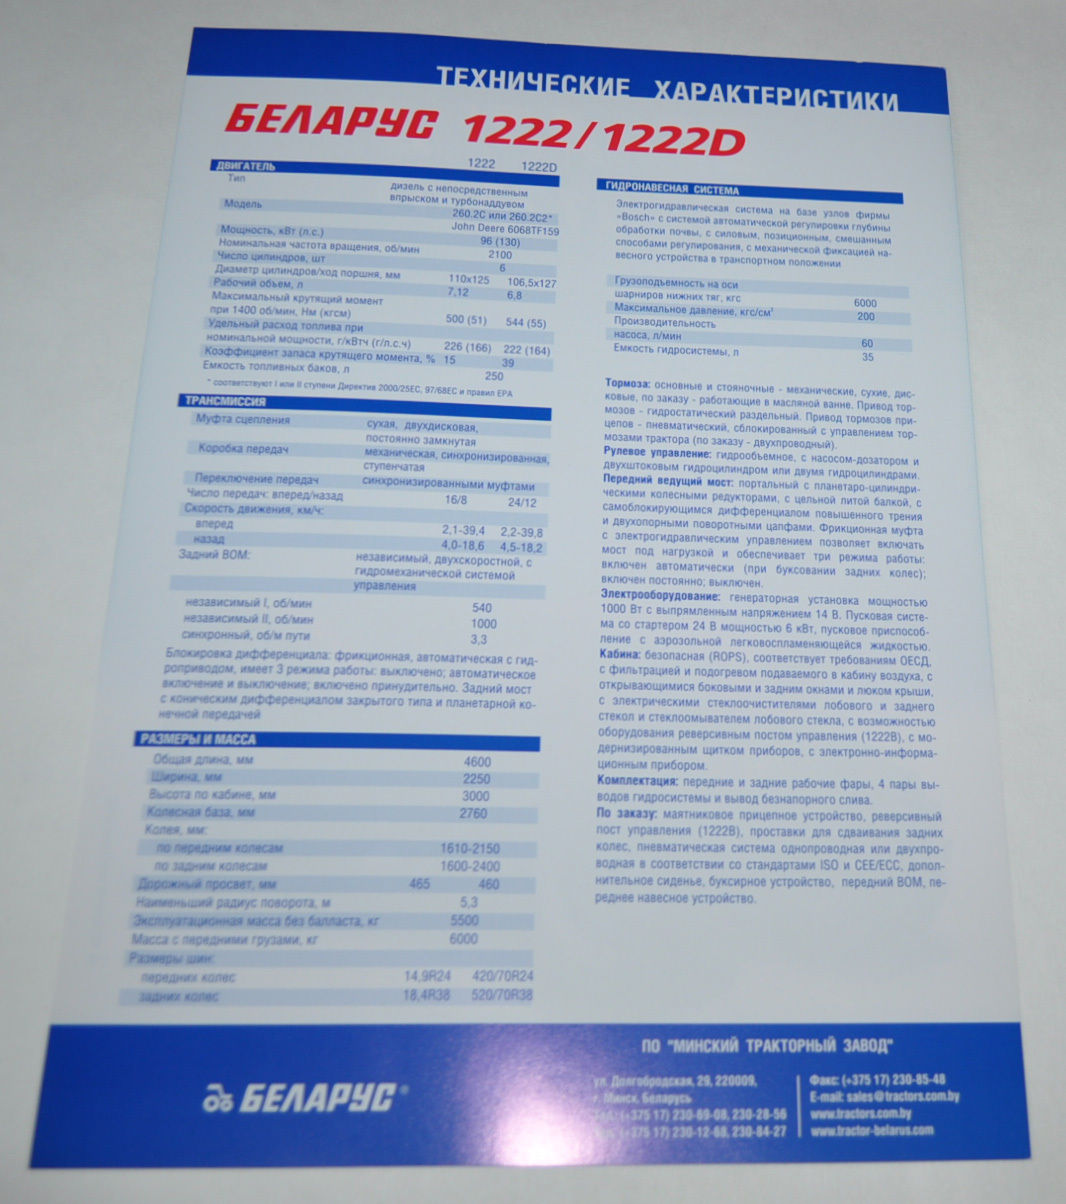 ТЕХНИЧЕСКИЕ ХАРАКТЕРИСТИКИ
БЕЛАРУС 1222/1222D
1222 1222D
ДВИГАТЕЛЬ
Тип дизель с непосредственным
впрыском и турбонаддувом
Модель 260.2С или 260.2С2*
John Deere 6068TF159
Мощность, кВт (л.с.) 96 (130)
Номинальная частота вращения, об/мин 2100
Число цилиндров, шт 6
Диаметр цилиндров/ход поршня, мм 110х125 106,5х127
Рабочий объем, л 7,12 6,8
Максимальный крутящий момент
при 1400 об/мин, Нм (кгсм) 500 (51) 544 (55)
Удельный расход топлива при
номинальной мощности, г/кВтч (г/л.с.ч) 226 (166) 222 (164)
Коэффициент запаса крутящего момента, % 15 39
Емкость топливных баков, л 250
* соответствуют I или II ступени Директив 2000/25ЕС, 97/68ЕС и правил EPA
ТРАНСМИССИЯ
Муфта сцепления сухая, двухдисковая,
постоянно замкнутая
Коробка передач механическая, синхронизированная,
ступенчатая
Переключение передач синхронизированными муфтами
Число передач: вперед/назад 16/8 24/12
Скорость движения, км/ч:
вперед 2,1-39,4 2,2-39,8
назад 4,0-18,6 4,5-18,2
Задний ВОМ: независимый, двухскоростной, с
гидромеханической системой
управления
независимый I, об/мин 540
независимый II, об/мин 1000
синхронный, об/м пути 3,3
Блокировка дифференциала: фрикционная, автоматическая с гид-
роприводом, имеет 3 режима работы: выключено; автоматическое
включение и выключение; включено принудительно. Задний мост
с коническим дифференциалом закрытого типа и планетарной ко-
нечной передачей
РАЗМЕРЫ И МАССА
Общая длина, мм 4600
Ширина, мм 2250
Высота по кабине, мм 3000
Колесная база, мм 2760
Колея, мм:
по передним колесам 1610-2150
по задним колесам 1600-2400
Дорожный просвет, мм 465 460
Наименьший радиус поворота, м 5,3
Эксплуатационная масса без балласта, кг 5500
Масса с передними грузами, кг 6000
Размеры шин:
передних колес 14,9R24 420/70R24
задних колес 18,4R38 520/70R38
ГИДРОНАВЕСНАЯ СИСТЕМА
Электрогидравлическая система на базе узлов фирмы
«Bosch» с системой автоматической регулировки глубины
обработки почвы, с силовым, позиционным, смешанным
способами регулирования, с механической фиксацией на-
весного устройства в транспортном положении
Грузоподъемность на оси
шарниров нижних тяг, кгс 6000
Максимальное давление, кгс/см² 200
Производительность
насоса, л/мин 60
Емкость гидросистемы, л 35
Тормоза: основные и стояночные - механические, сухие, дис-
ковые, по заказу - работающие в масляной ванне. Привод тор-
мозов - гидростатический раздельный. Привод тормозов при-
цепов - пневматический, сблокированный с управлением тор-
мозами трактора (по заказу - двухпроводный).
Рулевое управление: гидрообъемное, с насосом-дозатором и
двухштоковым гидроцилиндром или двумя гидроцилиндрами.
Передний ведущий мост: портальный с планетаро-цилиндри-
ческими колесными редукторами, с цельной литой балкой, с
самоблокирующимся дифференциалом повышенного трения
и двухопорными поворотными цапфами. Фрикционная муфта
с электрогидравлическим управлением позволяет включать
мост под нагрузкой и обеспечивает три режима работы:
включен автоматически (при буксовании задних колес);
включен постоянно; выключен.
Электрооборудование: генераторная установка мощностью
1000 Вт с выпрямленным напряжением 14 В. Пусковая систе-
ма со стартером 24 В мощностью 6 кВт, пусковое приспособ-
ление с аэрозольной легковоспламеняющейся жидкостью.
Кабина: безопасная (ROPS), соответствует требованиям ОЕСД,
с фильтрацией и подогревом подаваемого в кабину воздуха, с
открывающимися боковыми и задним окнами и люком крыши,
с электрическими стеклоочистителями лобового и заднего
стекол и стеклоомывателем лобового стекла, с возможностью
оборудования реверсивным постом управления (1222В), с мо-
дернизированным щитком приборов, с электронно-информа-
ционным прибором.
Комплектация: передние и задние рабочие фары, 4 пары вы-
водов гидросистемы и вывод безнапорного слива.
По заказу: маятниковое прицепное устройство, реверсивный
пост управления (1222В), проставки для сдваивания задних
колес, пневматическая система однопроводная или двухпро-
водная в соответствии со стандартами ISO и CEE/ECC, допол-
нительное сиденье, буксирное устройство, передний ВОМ, пе-
реднее навесное устройство.
БЕЛАРУС®
ПО "МИНСКИЙ ТРАКТОРНЫЙ ЗАВОД"
ул. Долгобродская, 29, 220009,
г. Минск, Беларусь
Тел.: (+375 17) 230-69-08, 230-28-56
(+375 17) 230-12-68, 230-84-27
Факс: (+375 17) 230-85-48
E-mail: sales@tractors.com.by
www.tractors.com.by
www.tractor-belarus.com